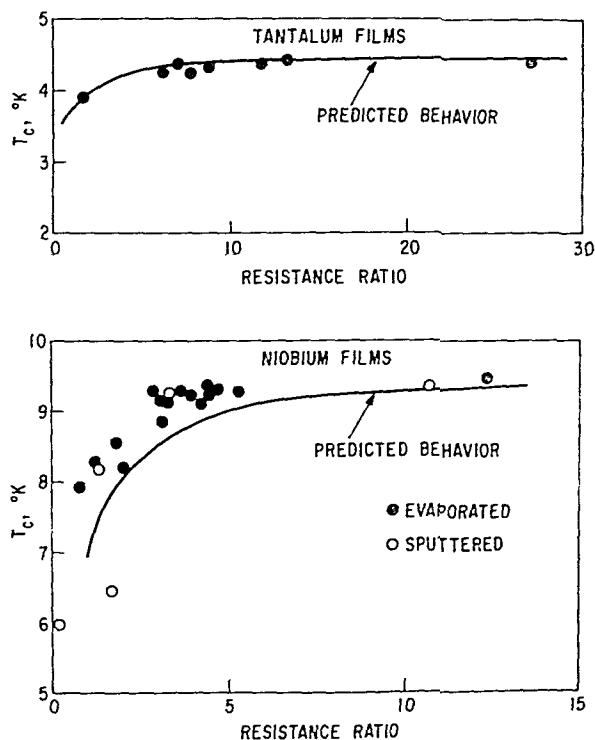 5
TANTALUM FILMS
4
PREDICTED BEHAVIOR
T_c, °K
3
2
0 10 20 30
RESISTANCE RATIO
10
NIOBIUM FILMS
9
PREDICTED BEHAVIOR
8
EVAPORATED
T_c, °K
SPUTTERED
7
6
5
0 5 10 15
RESISTANCE RATIO